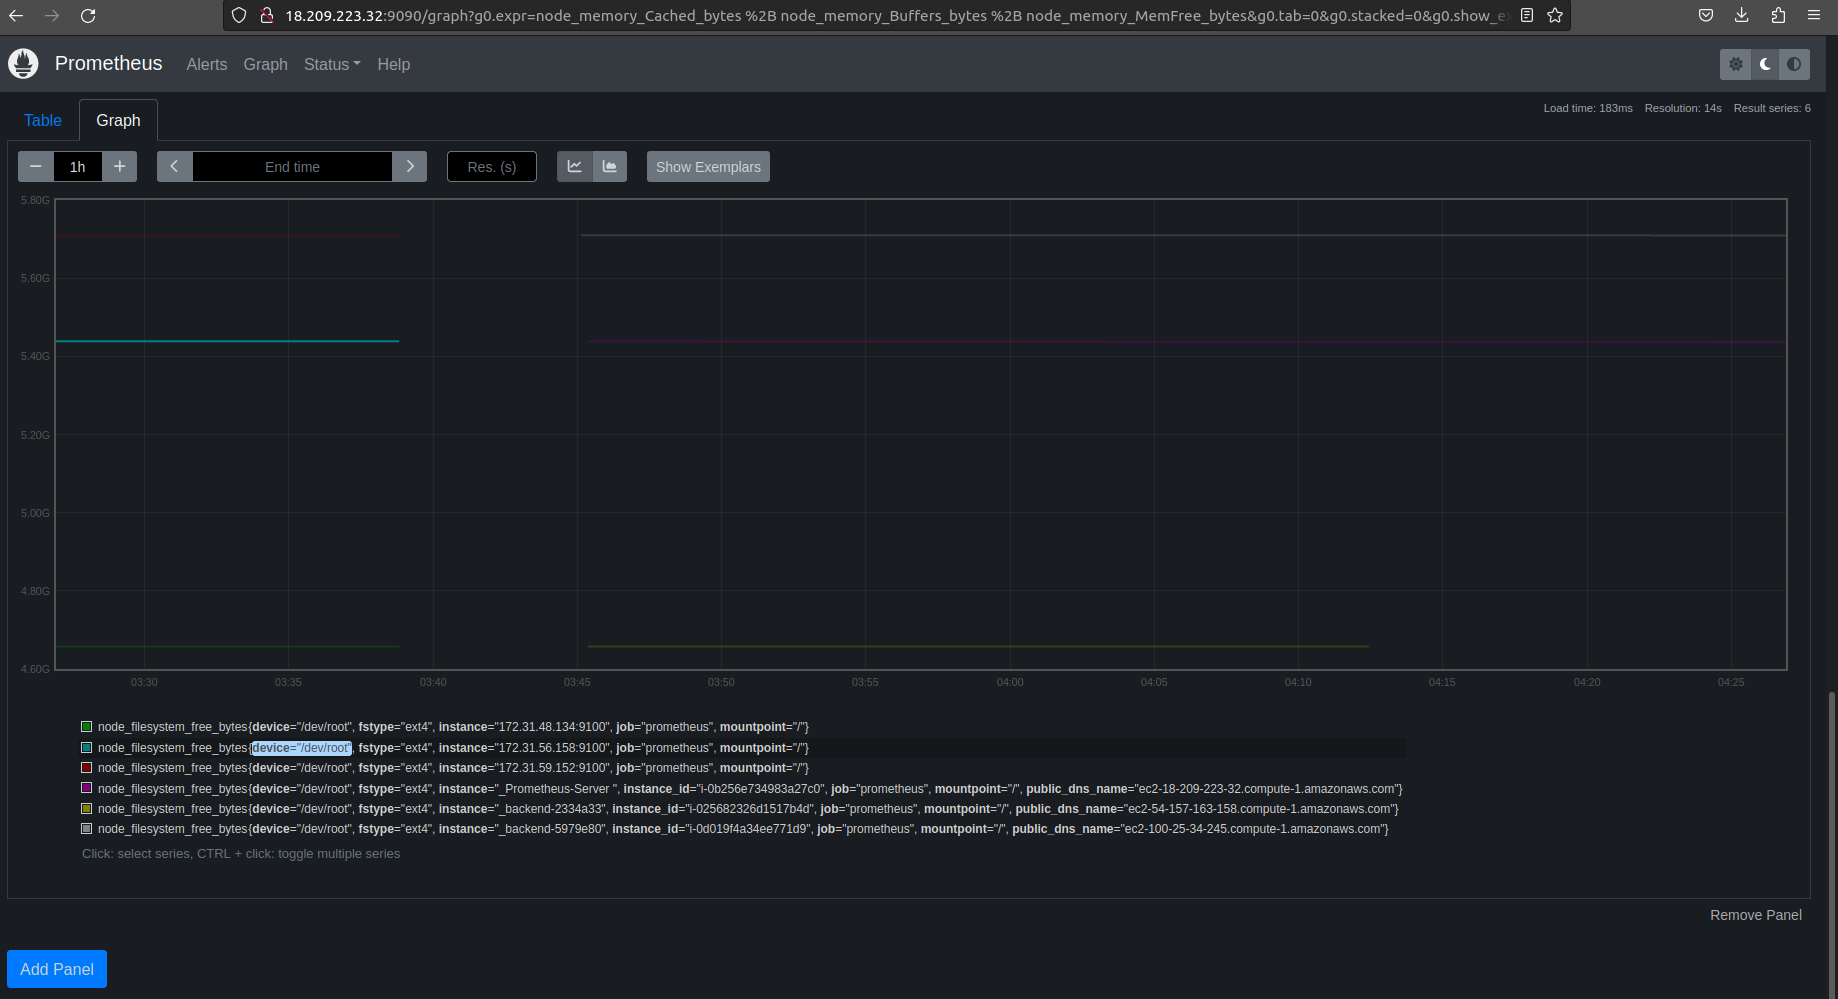 18.209.223.32:9090/graph?g0.expr=node_memory_Cached_bytes %2B node_memory_Buffers_bytes %2B node_memory_MemFree_bytes&g0.tab=0&g0.stacked=0&g0.show_e
Prometheus Alerts Graph Status Help
Load time: 183ms Resolution: 14s Result series: 6
Table Graph
− 1h + End time Res. (s) Show Exemplars
5.80G
5.60G
5.40G
5.20G
5.00G
4.80G
4.60G
03:30 03:35 03:40 03:45 03:50 03:55 04:00 04:05 04:10 04:15 04:20 04:25
node_filesystem_free_bytes{device="/dev/root", fstype="ext4", instance="172.31.48.134:9100", job="prometheus", mountpoint="/"}
node_filesystem_free_bytes{device="/dev/root", fstype="ext4", instance="172.31.56.158:9100", job="prometheus", mountpoint="/"}
node_filesystem_free_bytes{device="/dev/root", fstype="ext4", instance="172.31.59.152:9100", job="prometheus", mountpoint="/"}
node_filesystem_free_bytes{device="/dev/root", fstype="ext4", instance="_Prometheus-Server ", instance_id="i-0b256e734983a27c0", job="prometheus", mountpoint="/", public_dns_name="ec2-18-209-223-32.compute-1.amazonaws.com"}
node_filesystem_free_bytes{device="/dev/root", fstype="ext4", instance="_backend-2334a33", instance_id="i-025682326d1517b4d", job="prometheus", mountpoint="/", public_dns_name="ec2-54-157-163-158.compute-1.amazonaws.com"}
node_filesystem_free_bytes{device="/dev/root", fstype="ext4", instance="_backend-5979e80", instance_id="i-0d019f4a34ee771d9", job="prometheus", mountpoint="/", public_dns_name="ec2-100-25-34-245.compute-1.amazonaws.com"}
Click: select series, CTRL + click: toggle multiple series
Remove Panel
Add Panel